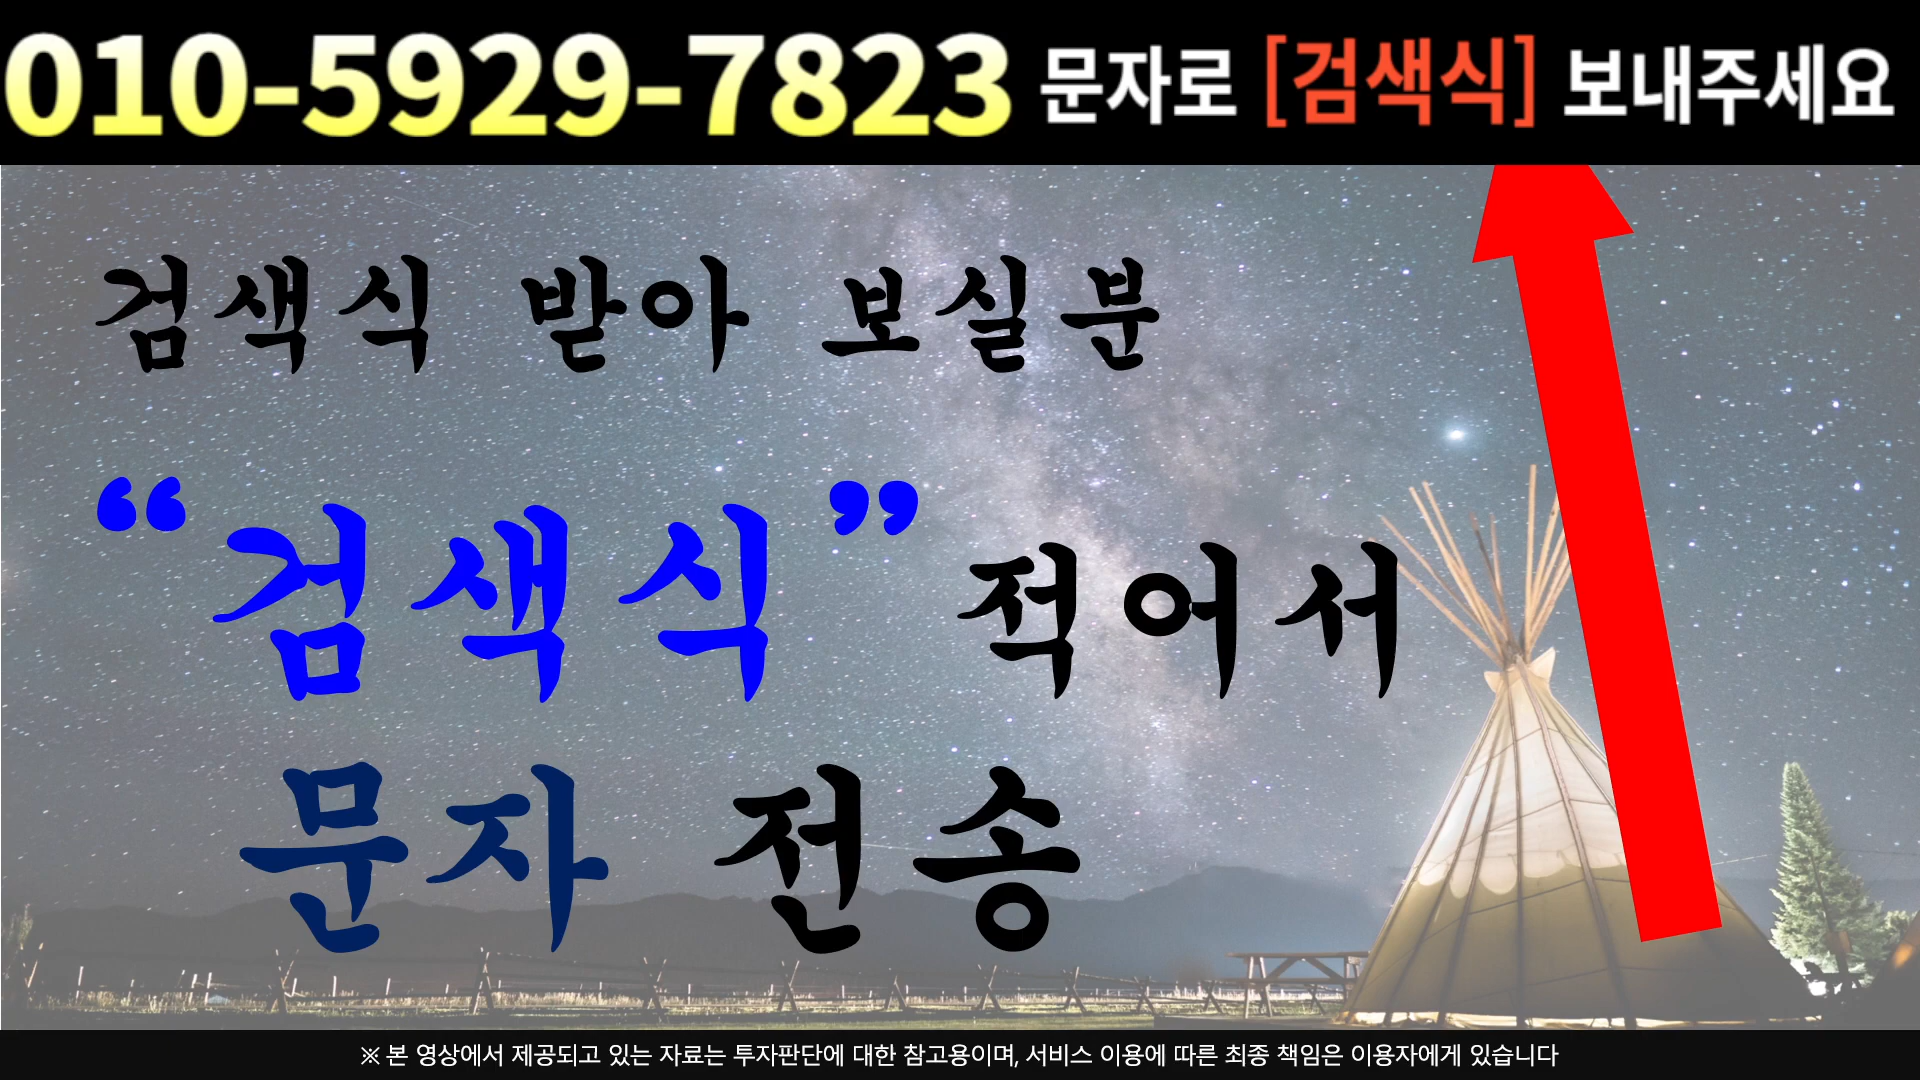 010-5929-7823 문자로 [검색식] 보내주세요
검색식 받아 보실분
“검색식” 적어서
문자 전송
※ 본 영상에서 제공되고 있는 자료는 투자판단에 대한 참고용이며, 서비스 이용에 따른 최종 책임은 이용자에게 있습니다